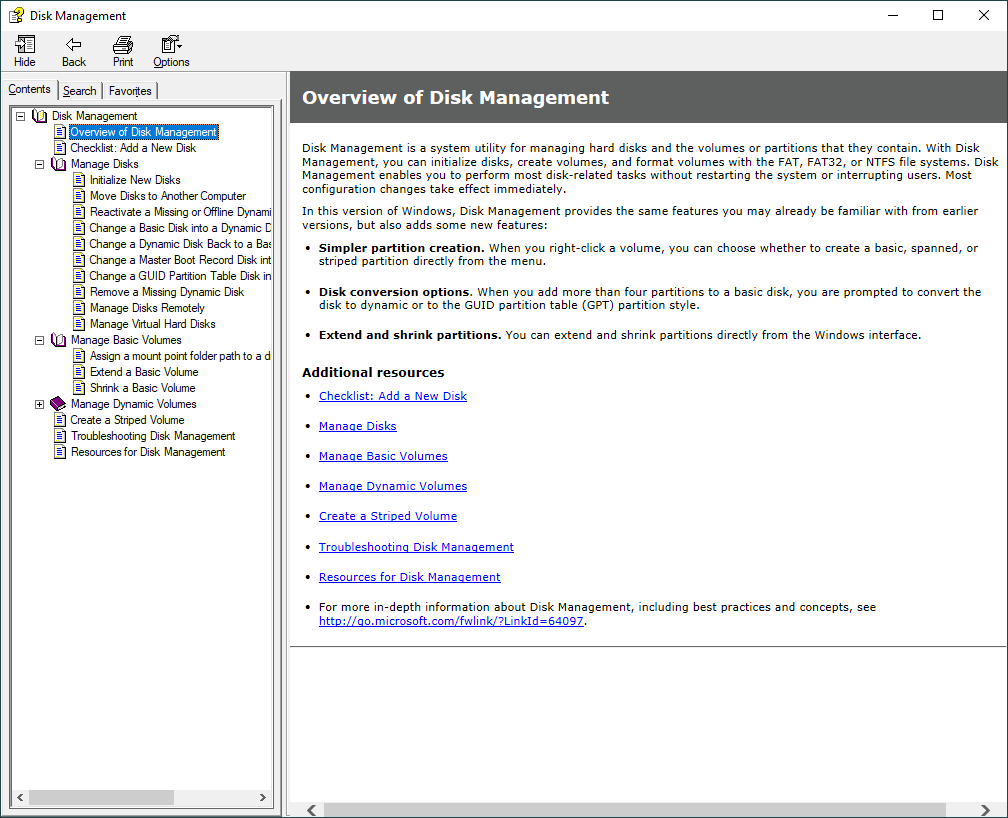 Disk Management
Hide Back Print Options
Contents Search Favorites
Disk Management
Overview of Disk Management
Checklist: Add a New Disk
Manage Disks
Initialize New Disks
Move Disks to Another Computer
Reactivate a Missing or Offline Dynami
Change a Basic Disk into a Dynamic D
Change a Dynamic Disk Back to a Bas
Change a Master Boot Record Disk int
Change a GUID Partition Table Disk in
Remove a Missing Dynamic Disk
Manage Disks Remotely
Manage Virtual Hard Disks
Manage Basic Volumes
Assign a mount point folder path to a d
Extend a Basic Volume
Shrink a Basic Volume
Manage Dynamic Volumes
Create a Striped Volume
Troubleshooting Disk Management
Resources for Disk Management
Overview of Disk Management
Disk Management is a system utility for managing hard disks and the volumes or partitions that they contain. With Disk
Management, you can initialize disks, create volumes, and format volumes with the FAT, FAT32, or NTFS file systems. Disk
Management enables you to perform most disk-related tasks without restarting the system or interrupting users. Most
configuration changes take effect immediately.
In this version of Windows, Disk Management provides the same features you may already be familiar with from earlier
versions, but also adds some new features:
• Simpler partition creation. When you right-click a volume, you can choose whether to create a basic, spanned, or
striped partition directly from the menu.
• Disk conversion options. When you add more than four partitions to a basic disk, you are prompted to convert the
disk to dynamic or to the GUID partition table (GPT) partition style.
• Extend and shrink partitions. You can extend and shrink partitions directly from the Windows interface.
Additional resources
• Checklist: Add a New Disk
• Manage Disks
• Manage Basic Volumes
• Manage Dynamic Volumes
• Create a Striped Volume
• Troubleshooting Disk Management
• Resources for Disk Management
• For more in-depth information about Disk Management, including best practices and concepts, see
http://go.microsoft.com/fwlink/?LinkId=64097.